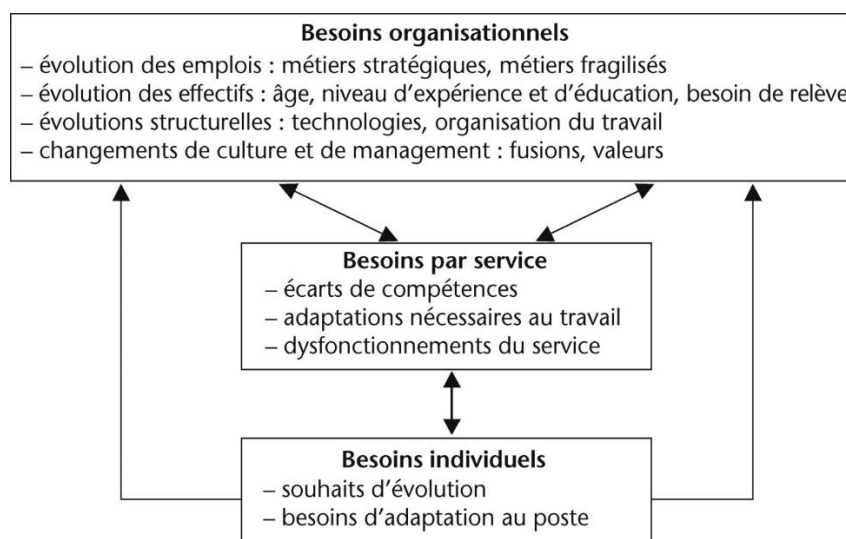 Besoins organisationnels
– évolution des emplois : métiers stratégiques, métiers fragilisés
– évolution des effectifs : âge, niveau d’expérience et d’éducation, besoin de relève
– évolutions structurelles : technologies, organisation du travail
– changements de culture et de management : fusions, valeurs
Besoins par service
– écarts de compétences
– adaptations nécessaires au travail
– dysfonctionnements du service
Besoins individuels
– souhaits d’évolution
– besoins d’adaptation au poste